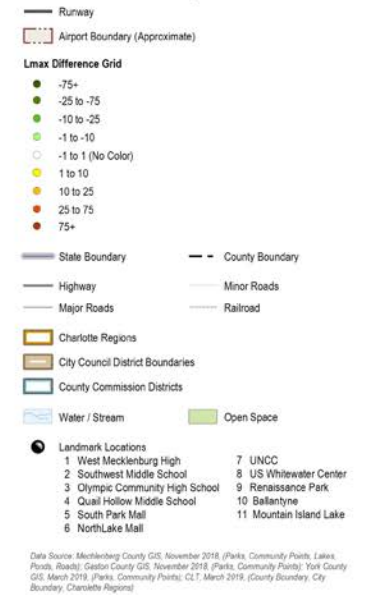 Runway
Airport Boundary (Approximate)
Lmax Difference Grid
-75+
-25 to -75
-10 to -25
-1 to -10
-1 to 1 (No Color)
1 to 10
10 to 25
25 to 75
75+
State Boundary
County Boundary
Highway
Minor Roads
Major Roads
Railroad
Charlotte Regions
City Council District Boundaries
County Commission Districts
Water / Stream
Open Space
Landmark Locations
1 West Mecklenburg High
2 Southwest Middle School
3 Olympic Community High School
4 Quail Hollow Middle School
5 South Park Mall
6 NorthLake Mall
7 UNCC
8 US Whitewater Center
9 Renaissance Park
10 Ballantyne
11 Mountain Island Lake
Data Source: Mechlenberg County GIS, November 2018, (Parks, Community Points, Lakes,
Ponds, Roads); Gaston County GIS, November 2018, (Parks, Community Points); York County
GIS, March 2019, (Parks, Community Points); CLT, March 2019, (County Boundary, City
Boundary, Charolette Regions)